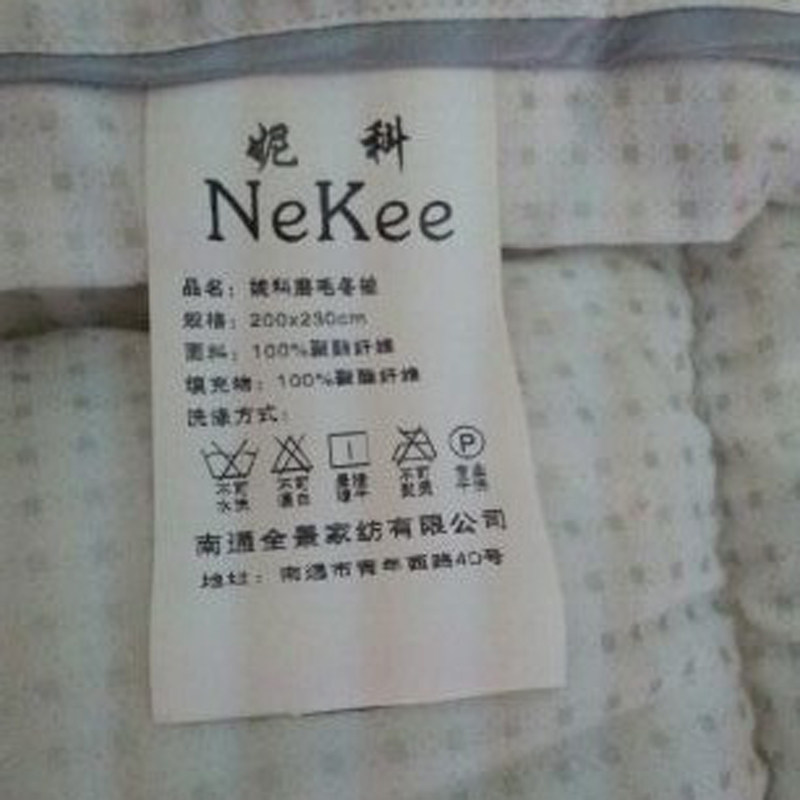 妮 科
NeKee
品名：妮科磨毛冬被
规格：200x230cm
面料：100%聚酯纤维
填充物：100%聚酯纤维
洗涤方式：
P
不可 不可 悬挂 不可
水洗 漂白 晾干 熨烫 干洗
南通全景家纺有限公司
地址：南通市青年西路40号